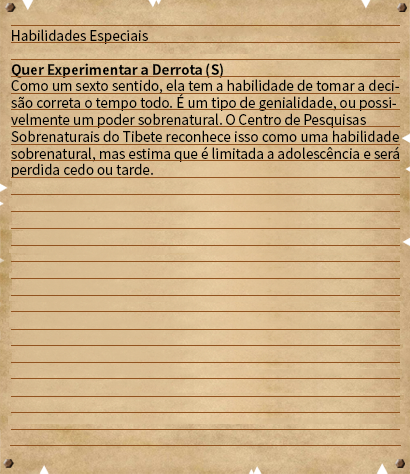 Habilidades Especiais
Quer Experimentar a Derrota (S)
Como um sexto sentido, ela tem a habilidade de tomar a deci-
são correta o tempo todo. É um tipo de genialidade, ou possi-
velmente um poder sobrenatural. O Centro de Pesquisas
Sobrenaturais do Tibete reconhece isso como uma habilidade
sobrenatural, mas estima que é limitada a adolescência e será
perdida cedo ou tarde.